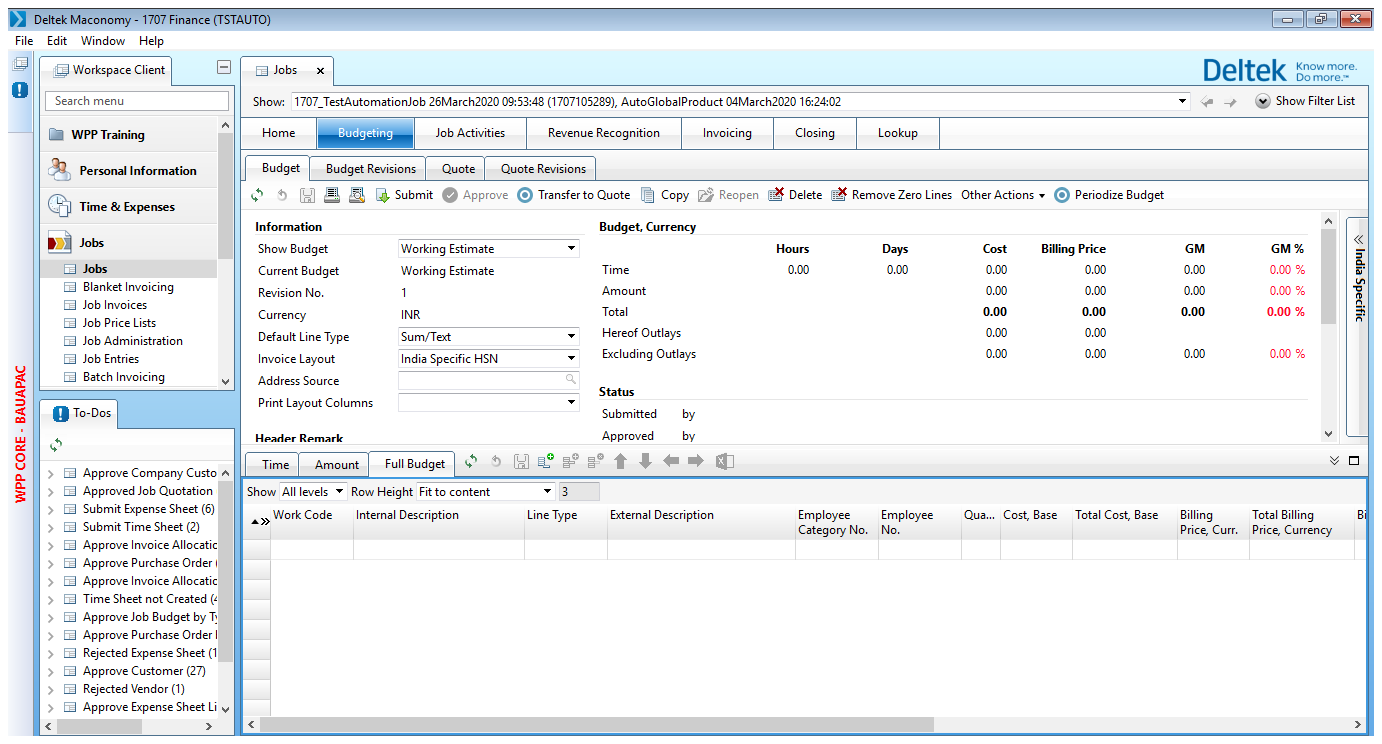 Deltek Maconomy - 1707 Finance (TSTAUTO)
File Edit Window Help
Workspace Client
Search menu
WPP Training
Personal Information
Time & Expenses
Jobs
Jobs
Blanket Invoicing
Job Invoices
Job Price Lists
Job Administration
Job Entries
Batch Invoicing
WPP CORE - BAUAPAC
To-Dos
Approve Company Custo
Approved Job Quotation
Submit Expense Sheet (6)
Submit Time Sheet (2)
Approve Invoice Allocatic
Approve Purchase Order (
Approve Invoice Allocatic
Time Sheet not Created (4
Approve Job Budget by Ty
Approve Purchase Order l
Rejected Expense Sheet (1
Approve Customer (27)
Rejected Vendor (1)
Approve Expense Sheet Li
Jobs
Deltek Know more. Do more.™
Show: 1707_TestAutomationJob 26March2020 09:53:48 (1707105289), AutoGlobalProduct 04March2020 16:24:02
Show Filter List
Home Budgeting Job Activities Revenue Recognition Invoicing Closing Lookup
Budget Budget Revisions Quote Quote Revisions
Submit Approve Transfer to Quote Copy Reopen Delete Remove Zero Lines Other Actions Periodize Budget
Information
Show Budget Working Estimate
Current Budget Working Estimate
Revision No. 1
Currency INR
Default Line Type Sum/Text
Invoice Layout India Specific HSN
Address Source
Print Layout Columns
Header Remark
Budget, Currency
Hours Days Cost Billing Price GM GM %
Time 0.00 0.00 0.00 0.00 0.00 0.00 %
Amount 0.00 0.00 0.00 0.00 %
Total 0.00 0.00 0.00 0.00 %
Hereof Outlays 0.00 0.00
Excluding Outlays 0.00 0.00 0.00 0.00 %
Status
Submitted by
Approved by
India Specific
Time Amount Full Budget
Show All levels Row Height Fit to content 3
Work Code Internal Description Line Type External Description Employee Category No. Employee No. Qua... Cost, Base Total Cost, Base Billing Price, Curr. Total Billing Price, Currency Bi